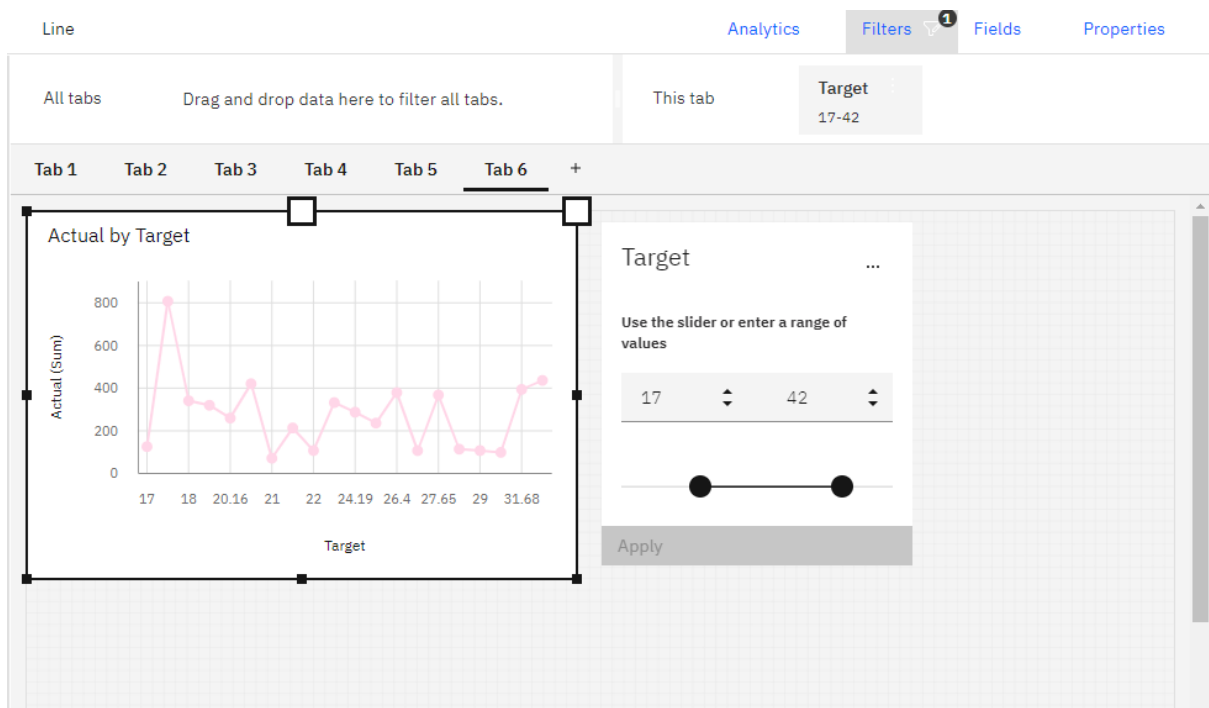 Line
Analytics
Filters
1
Fields
Properties
All tabs
Drag and drop data here to filter all tabs.
This tab
Target
17-42
Tab 1
Tab 2
Tab 3
Tab 4
Tab 5
Tab 6
+
Actual by Target
Actual (Sum)
800
600
400
200
0
17 18 20.16 21 22 24.19 26.4 27.65 29 31.68
Target
Target
...
Use the slider or enter a range of
values
17
42
Apply